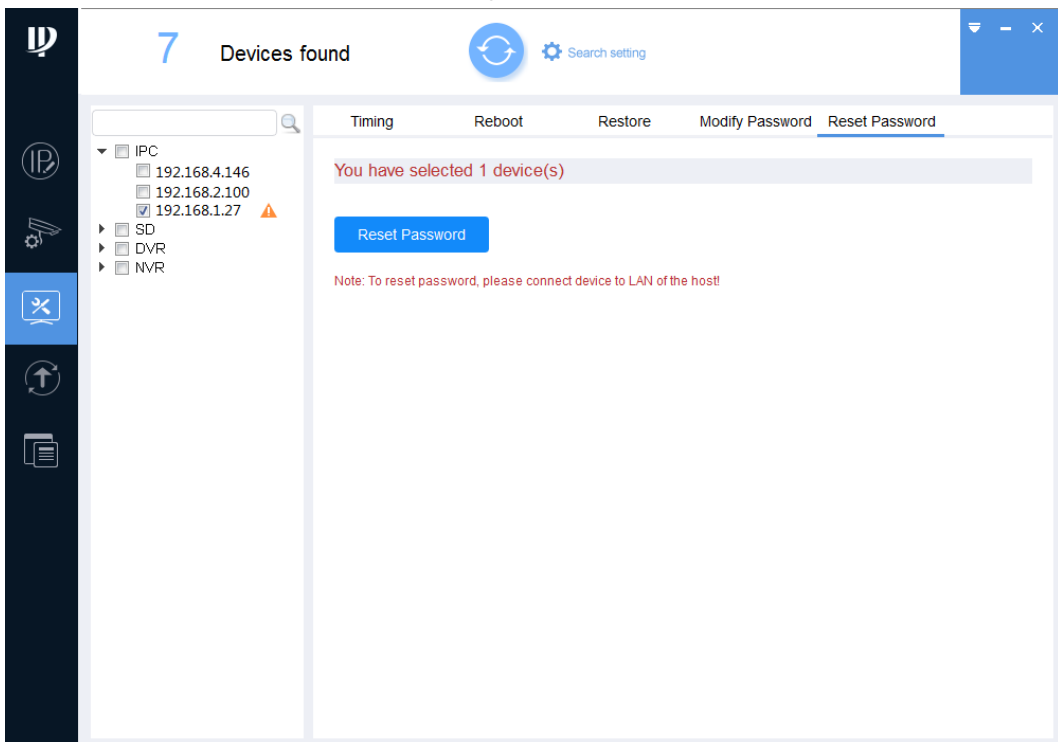 7 Devices found
Search setting
Timing Reboot Restore Modify Password Reset Password
IPC
192.168.4.146
192.168.2.100
192.168.1.27
SD
DVR
NVR
You have selected 1 device(s)
Reset Password
Note: To reset password, please connect device to LAN of the host!
IP